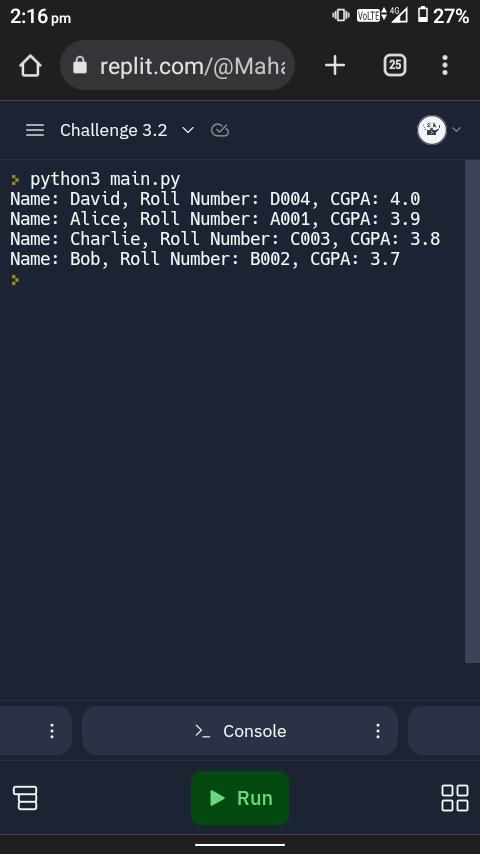 2:16 pm VoLTE 4G 27%
replit.com/@Maha 25
Challenge 3.2
python3 main.py
Name: David, Roll Number: D004, CGPA: 4.0
Name: Alice, Roll Number: A001, CGPA: 3.9
Name: Charlie, Roll Number: C003, CGPA: 3.8
Name: Bob, Roll Number: B002, CGPA: 3.7
Console
Run